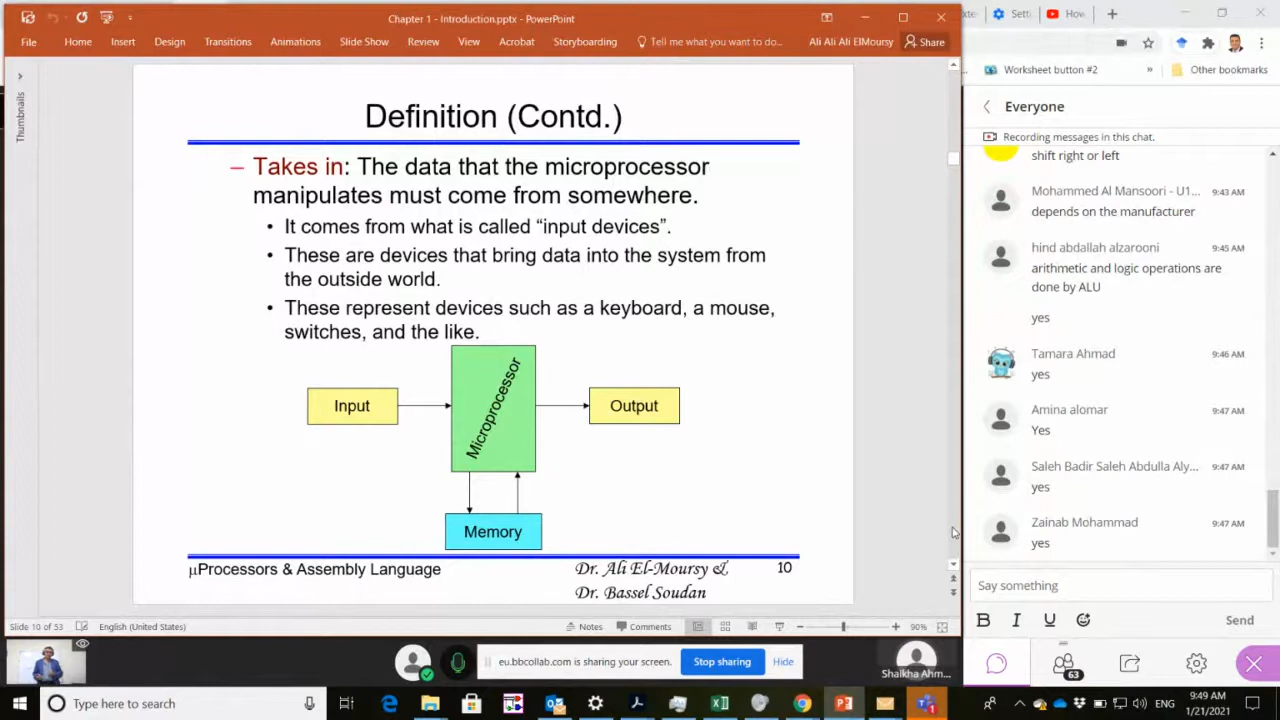 Chapter 1 - Introduction.pptx - PowerPoint
File Home Insert Design Transitions Animations Slide Show Review View Acrobat Storyboarding Tell me what you want to do... Ali Ali Ali ElMoursy Share
Thumbnails
Definition (Contd.)
– Takes in: The data that the microprocessor
manipulates must come from somewhere.
• It comes from what is called “input devices”.
• These are devices that bring data into the system from
the outside world.
• These represent devices such as a keyboard, a mouse,
switches, and the like.
Input
Microprocessor
Output
Memory
µProcessors & Assembly Language
Dr. Ali El-Moursy &
Dr. Bassel Soudan
10
Slide 10 of 53 English (United States) Notes Comments 90%
eu.bbcollab.com is sharing your screen. Stop sharing Hide
Shaikha Ahm...
Setti
How
Worksheet button #2 » Other bookmarks
Everyone
Recording messages in this chat.
shift right or left
Mohammed Al Mansoori - U1... 9:43 AM
depends on the manufacturer
hind abdallah alzarooni 9:45 AM
arithmetic and logic operations are
done by ALU
yes
Tamara Ahmad 9:46 AM
yes
Amina alomar 9:47 AM
Yes
Saleh Badir Saleh Abdulla Aly... 9:47 AM
yes
Zainab Mohammad 9:47 AM
yes
Say something
B I U Send
63
Type here to search
ENG
9:49 AM
1/21/2021